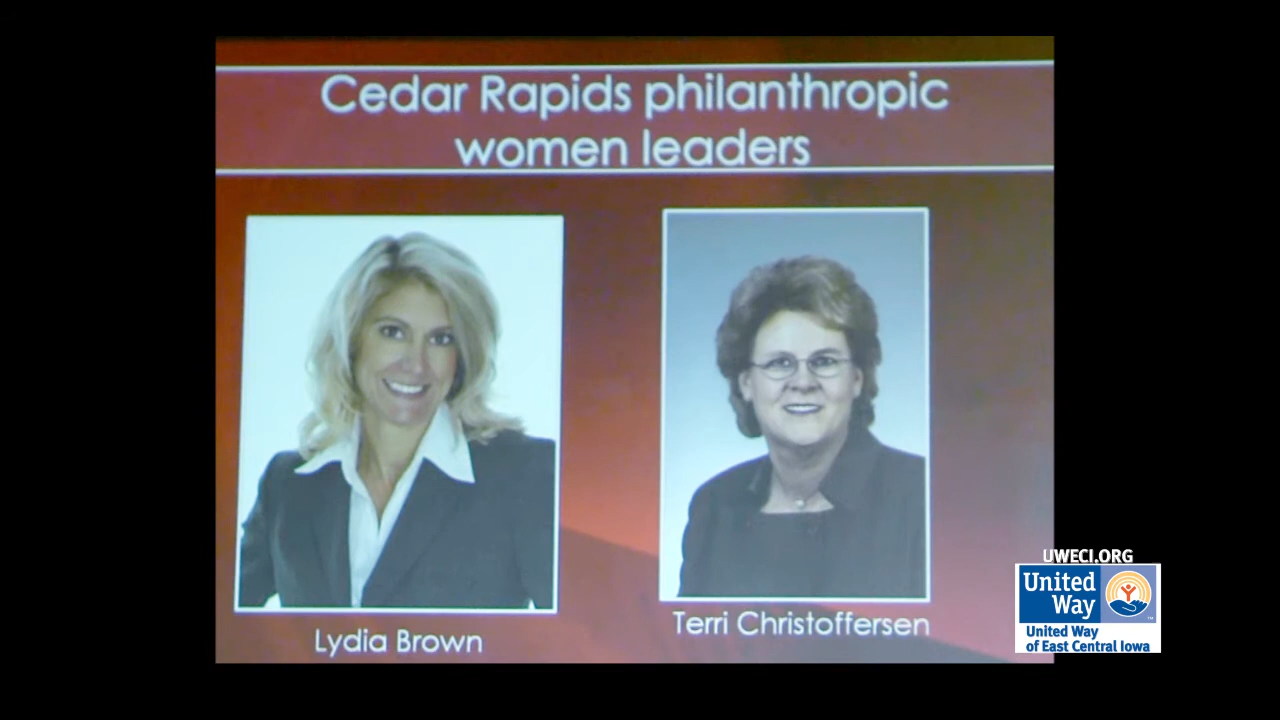 Cedar Rapids philanthropic
women leaders
Lydia Brown
Terri Christoffersen
UWECI.ORG
United
Way
United Way
of East Central Iowa